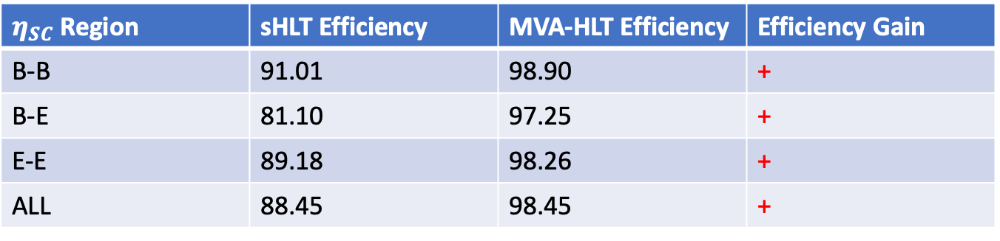 η_SC Region sHLT Efficiency MVA-HLT Efficiency Efficiency Gain
B-B 91.01 98.90 +
B-E 81.10 97.25 +
E-E 89.18 98.26 +
ALL 88.45 98.45 +